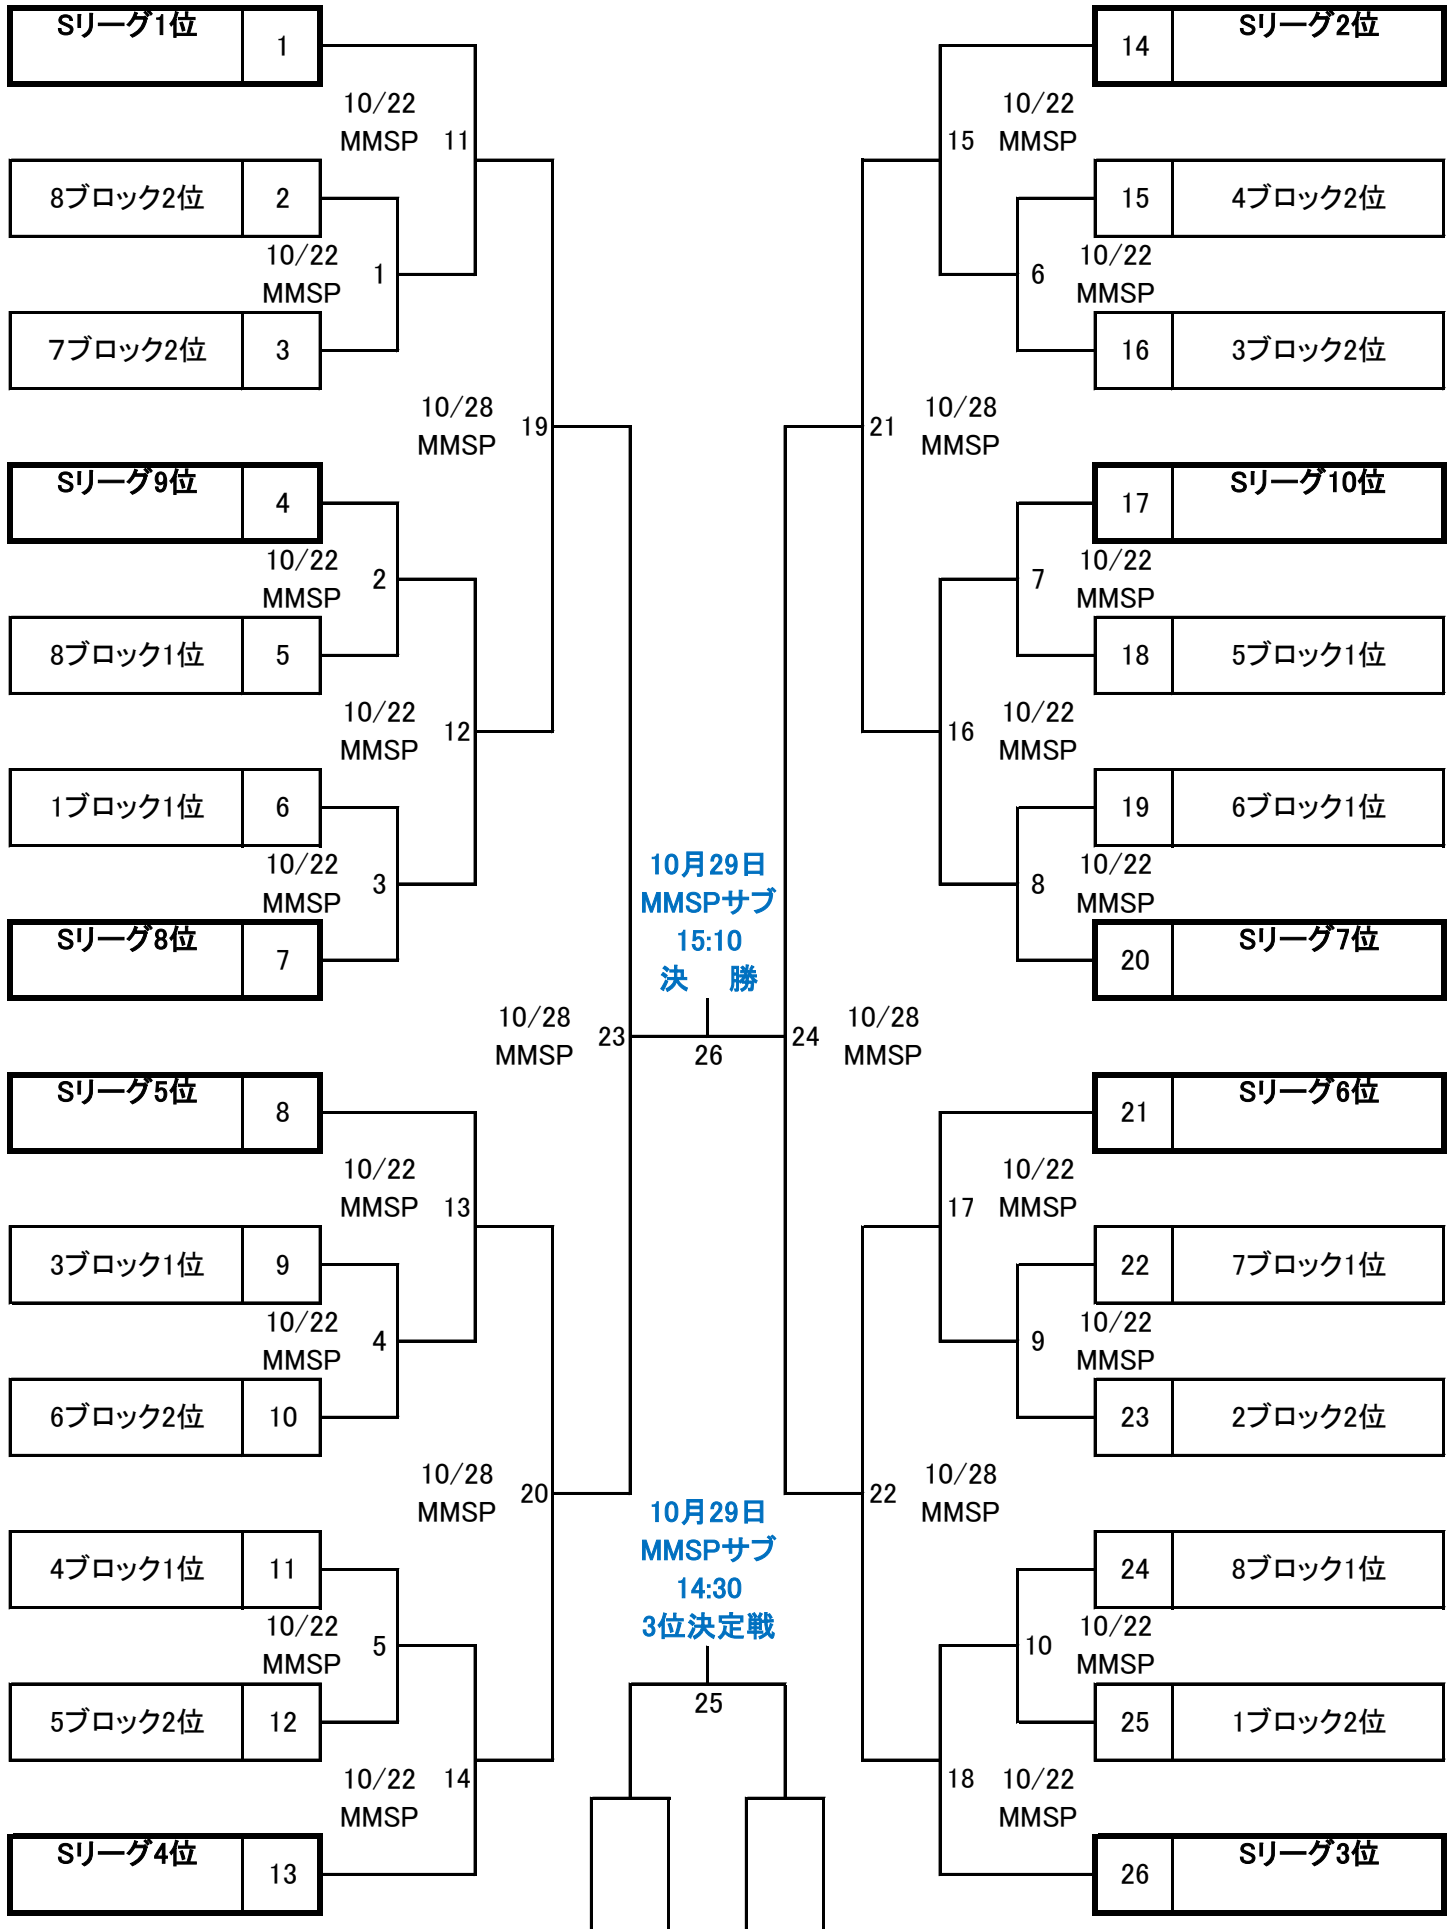 Sリーグ1位
1
10/22
MMSP
11
8ブロック2位
2
10/22
MMSP
1
7ブロック2位
3
10/28
MMSP
19
Sリーグ9位
4
10/22
MMSP
2
8ブロック1位
5
10/22
MMSP
12
1ブロック1位
6
10/22
MMSP
3
Sリーグ8位
7
10/28
MMSP
23
Sリーグ5位
8
10/22
MMSP
13
3ブロック1位
9
10/22
MMSP
4
6ブロック2位
10
10/28
MMSP
20
4ブロック1位
11
10/22
MMSP
5
5ブロック2位
12
10/22
MMSP
14
Sリーグ4位
13
10月29日
MMSPサブ
15:10
決　勝
26
10月29日
MMSPサブ
14:30
3位決定戦
25
14
Sリーグ2位
15
10/22
MMSP
15
4ブロック2位
6
10/22
MMSP
16
3ブロック2位
21
10/28
MMSP
17
Sリーグ10位
7
10/22
MMSP
18
5ブロック1位
16
10/22
MMSP
19
6ブロック1位
8
10/22
MMSP
20
Sリーグ7位
24
10/28
MMSP
21
Sリーグ6位
17
10/22
MMSP
22
7ブロック1位
9
10/22
MMSP
23
2ブロック2位
22
10/28
MMSP
24
8ブロック1位
10
10/22
MMSP
25
1ブロック2位
18
10/22
MMSP
26
Sリーグ3位